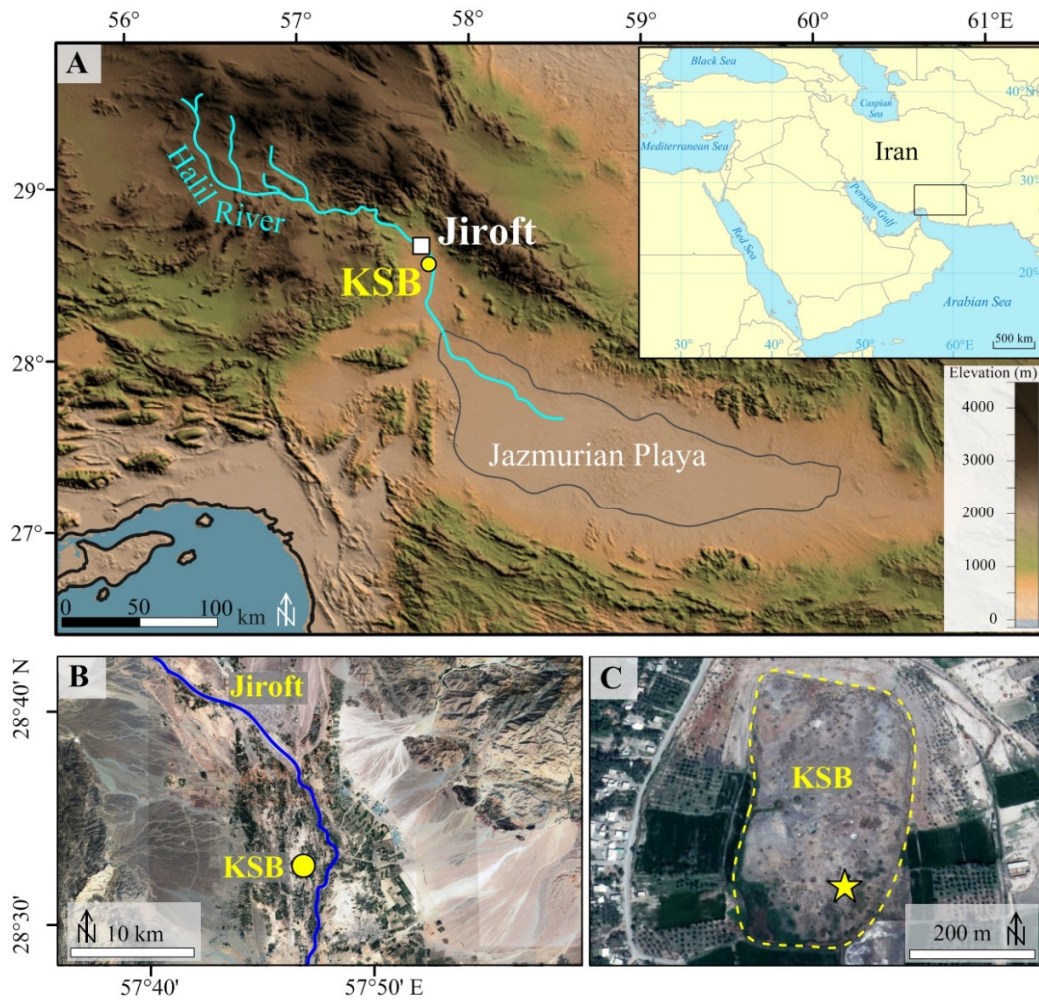 56° 57° 58° 59° 60° 61°E
A
29°
28°
27°
Halil River
Jiroft
KSB
Jazmurian Playa
0 50 100 km
N
Black Sea
Caspian Sea
40°N
Mediterranean Sea
Iran
30°
Persian Gulf
Red Sea
20°
Arabian Sea
30° 40° 50° 60°E
500 km
Elevation (m)
4000
3000
2000
1000
0
B
28°40' N
28°30'
Jiroft
KSB
N
10 km
57°40' 57°50' E
C
KSB
200 m
N